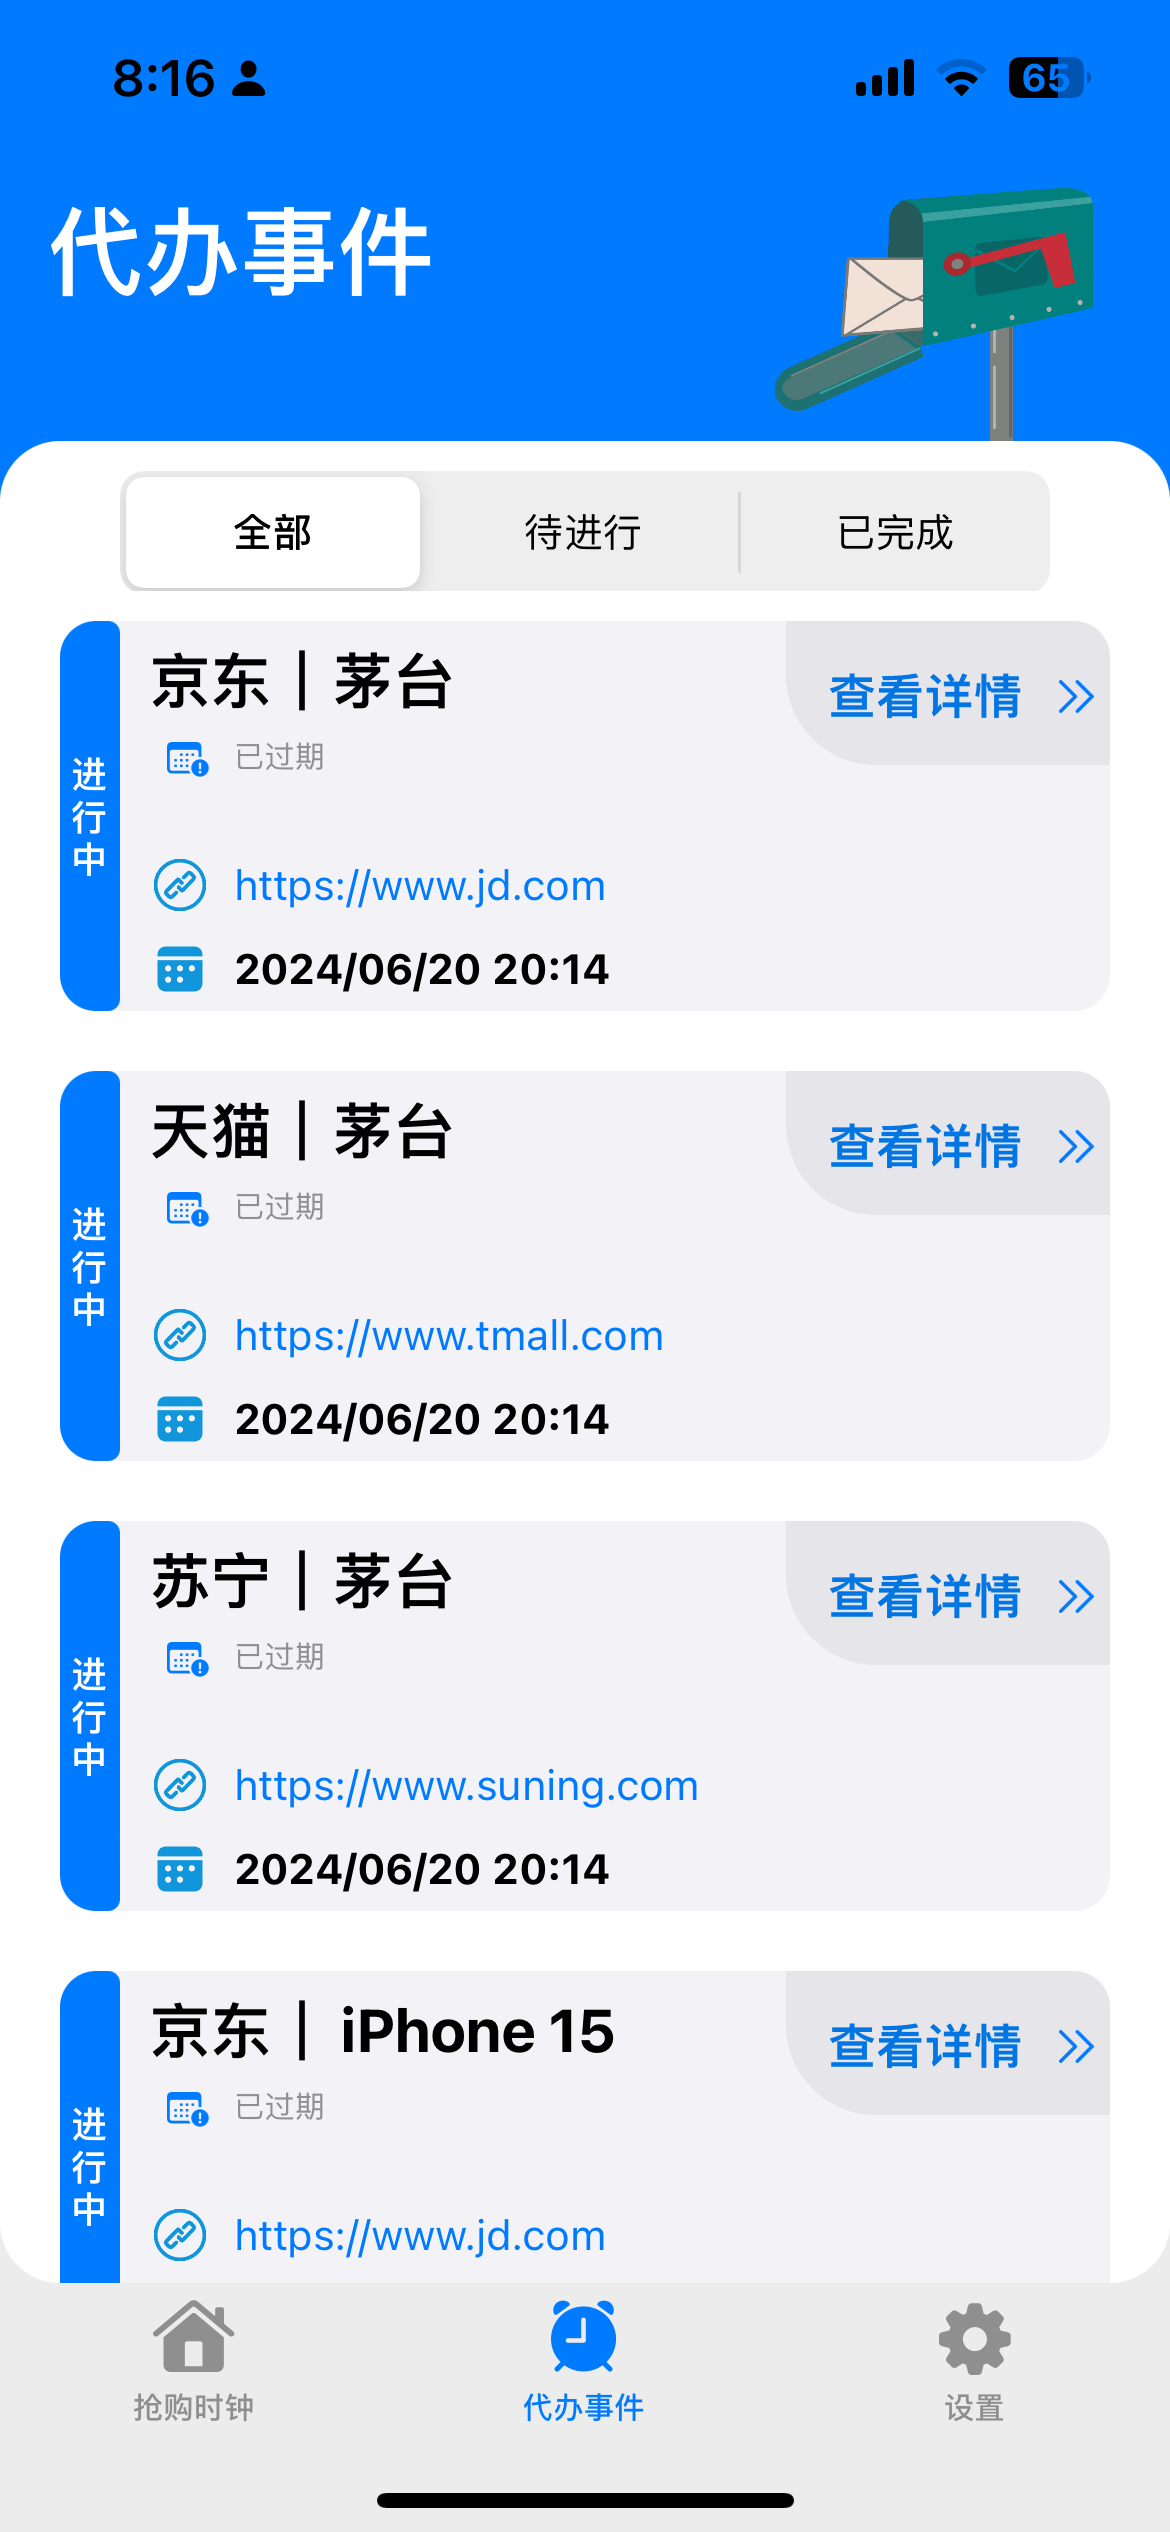 8:16
65
代办事件
全部
待进行
已完成
进行中
京东｜茅台
查看详情
已过期
https://www.jd.com
2024/06/20 20:14
进行中
天猫｜茅台
查看详情
已过期
https://www.tmall.com
2024/06/20 20:14
进行中
苏宁｜茅台
查看详情
已过期
https://www.suning.com
2024/06/20 20:14
进行中
京东｜iPhone 15
查看详情
已过期
https://www.jd.com
抢购时钟
代办事件
设置